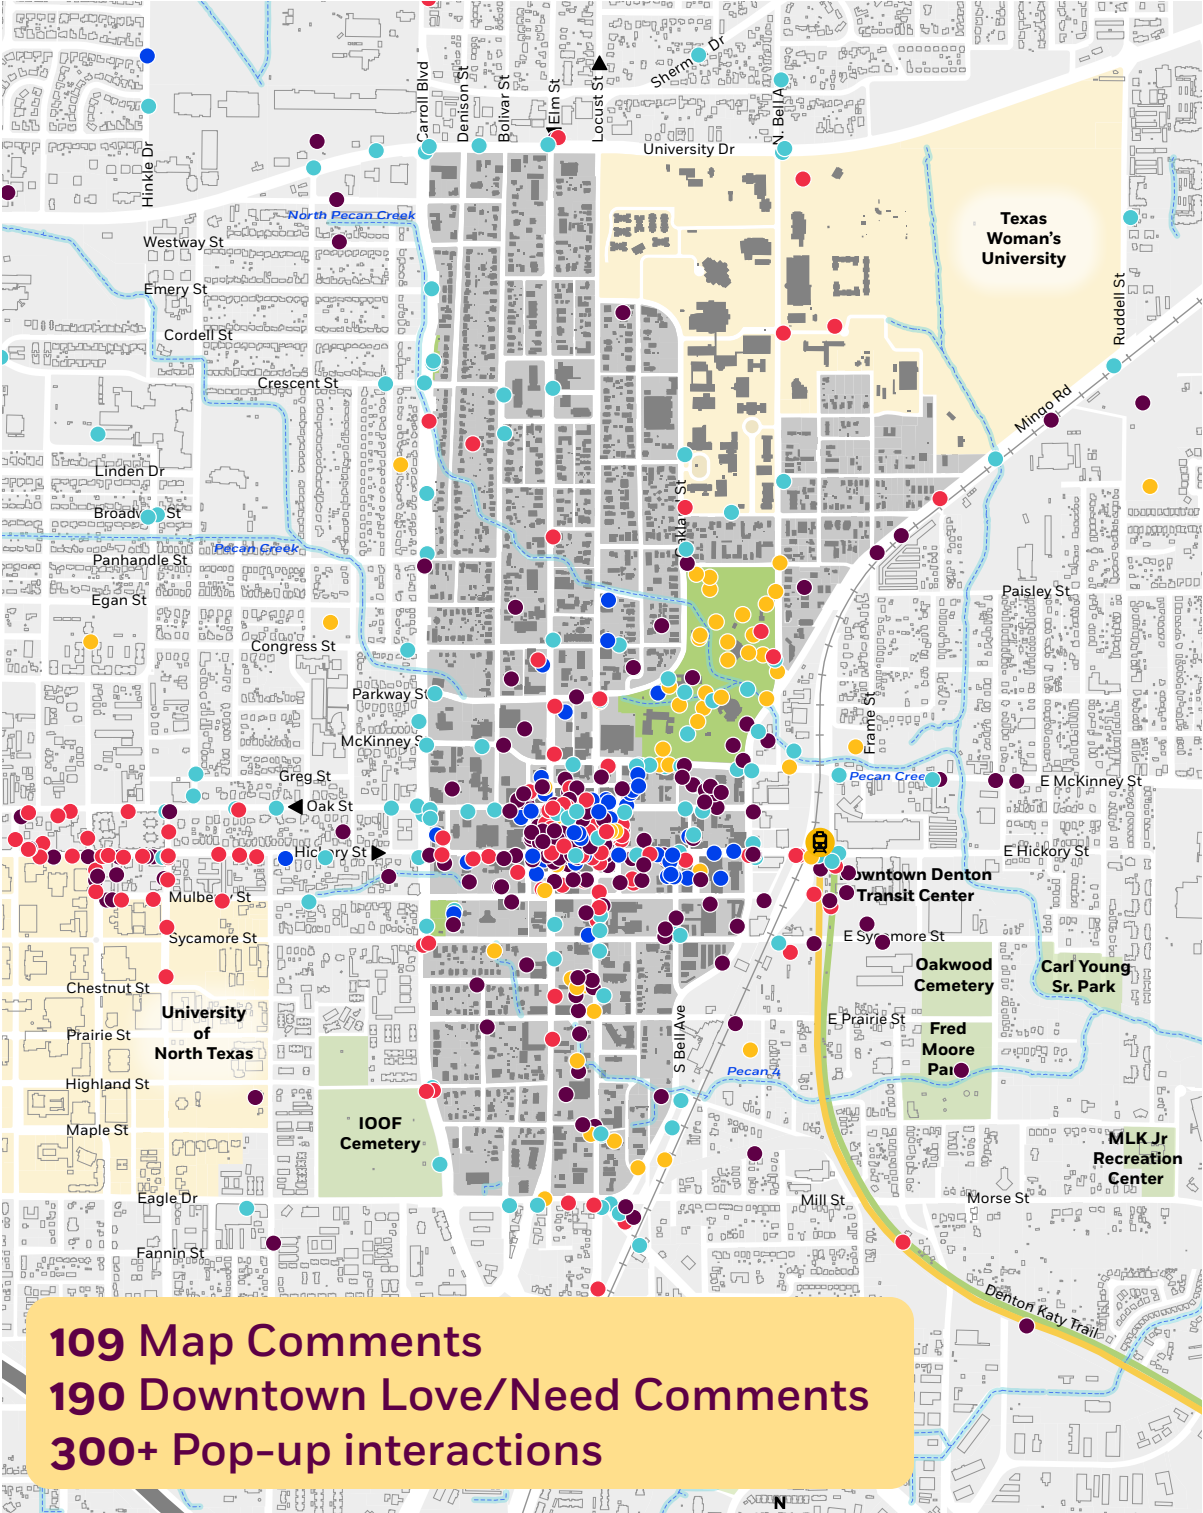 Sherm Dr
Carroll Blvd
Denison St
Bolivar St
Elm St
Locust St
N. Bell A
Hinkle Dr
University Dr
North Pecan Creek
Westway St
Texas
Woman's
University
Emery St
Ruddell St
Cordell St
Crescent St
Mingo Rd
Linden Dr
Broadw St
Oakland St
Pecan Creek
Panhandle St
Paisley St
Egan St
Congress St
Parkway St
Frame St
McKinney S
Greg St
Pecan Cree
E McKinney St
Oak St
Hickory St
E Hickory St
Downtown Denton
Transit Center
Mulberry St
Sycamore St
E Sycamore St
Oakwood
Cemetery
Carl Young
Sr. Park
Chestnut St
University
of
North Texas
E Prairie St
Prairie St
Fred
Moore
Park
S Bell Ave
Pecan 4
Highland St
IOOF
Cemetery
Maple St
MLK Jr
Recreation
Center
Eagle Dr
Mill St
Morse St
Fannin St
Denton Katy Trail
109 Map Comments
190 Downtown Love/Need Comments
300+ Pop-up interactions
N